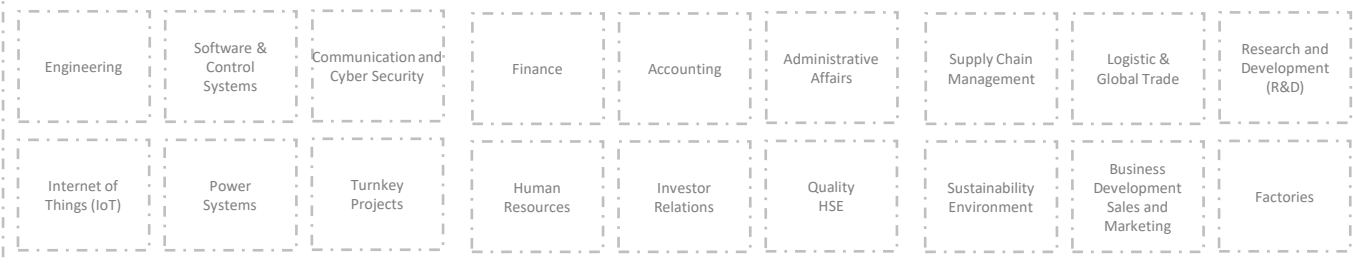 Engineering
Software &
Control
Systems
Communication and
Cyber Security
Finance
Accounting
Administrative
Affairs
Supply Chain
Management
Logistic &
Global Trade
Research and
Development
(R&D)
Internet of
Things (IoT)
Power
Systems
Turnkey
Projects
Human
Resources
Investor
Relations
Quality
HSE
Sustainability
Environment
Business
Development
Sales and
Marketing
Factories